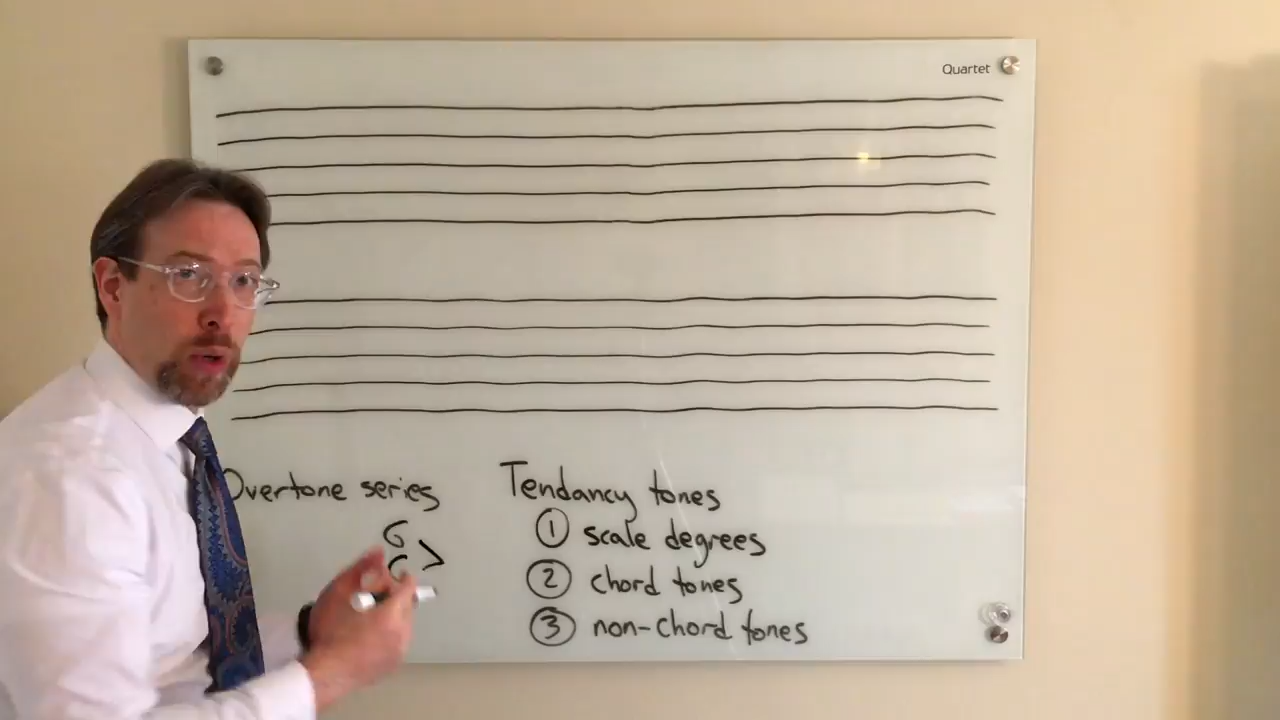 Quartet
Overtone series
G
C >
Tendancy tones
① scale degrees
② chord tones
③ non-chord tones